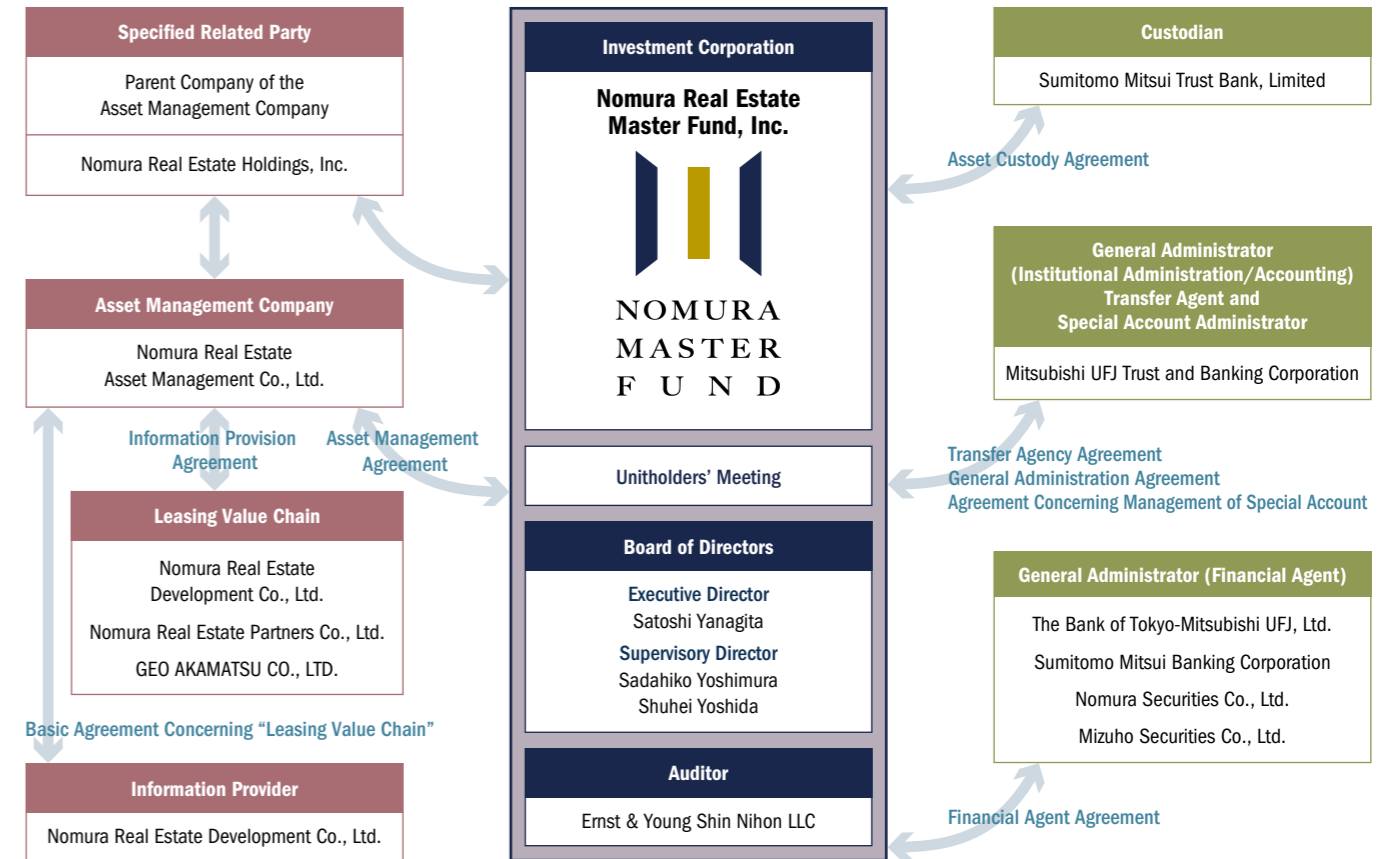 Specified Related Party
Parent Company of the
Asset Management Company
Nomura Real Estate Holdings, Inc.
Asset Management Company
Nomura Real Estate
Asset Management Co., Ltd.
Information Provision
Agreement
Asset Management
Agreement
Leasing Value Chain
Nomura Real Estate
Development Co., Ltd.
Nomura Real Estate Partners Co., Ltd.
GEO AKAMATSU CO., LTD.
Basic Agreement Concerning “Leasing Value Chain”
Information Provider
Nomura Real Estate Development Co., Ltd.
Investment Corporation
Nomura Real Estate
Master Fund, Inc.
NOMURA
MASTER
FUND
Unitholders’ Meeting
Board of Directors
Executive Director
Satoshi Yanagita
Supervisory Director
Sadahiko Yoshimura
Shuhei Yoshida
Auditor
Ernst & Young Shin Nihon LLC
Custodian
Sumitomo Mitsui Trust Bank, Limited
Asset Custody Agreement
General Administrator
(Institutional Administration/Accounting)
Transfer Agent and
Special Account Administrator
Mitsubishi UFJ Trust and Banking Corporation
Transfer Agency Agreement
General Administration Agreement
Agreement Concerning Management of Special Account
General Administrator (Financial Agent)
The Bank of Tokyo-Mitsubishi UFJ, Ltd.
Sumitomo Mitsui Banking Corporation
Nomura Securities Co., Ltd.
Mizuho Securities Co., Ltd.
Financial Agent Agreement